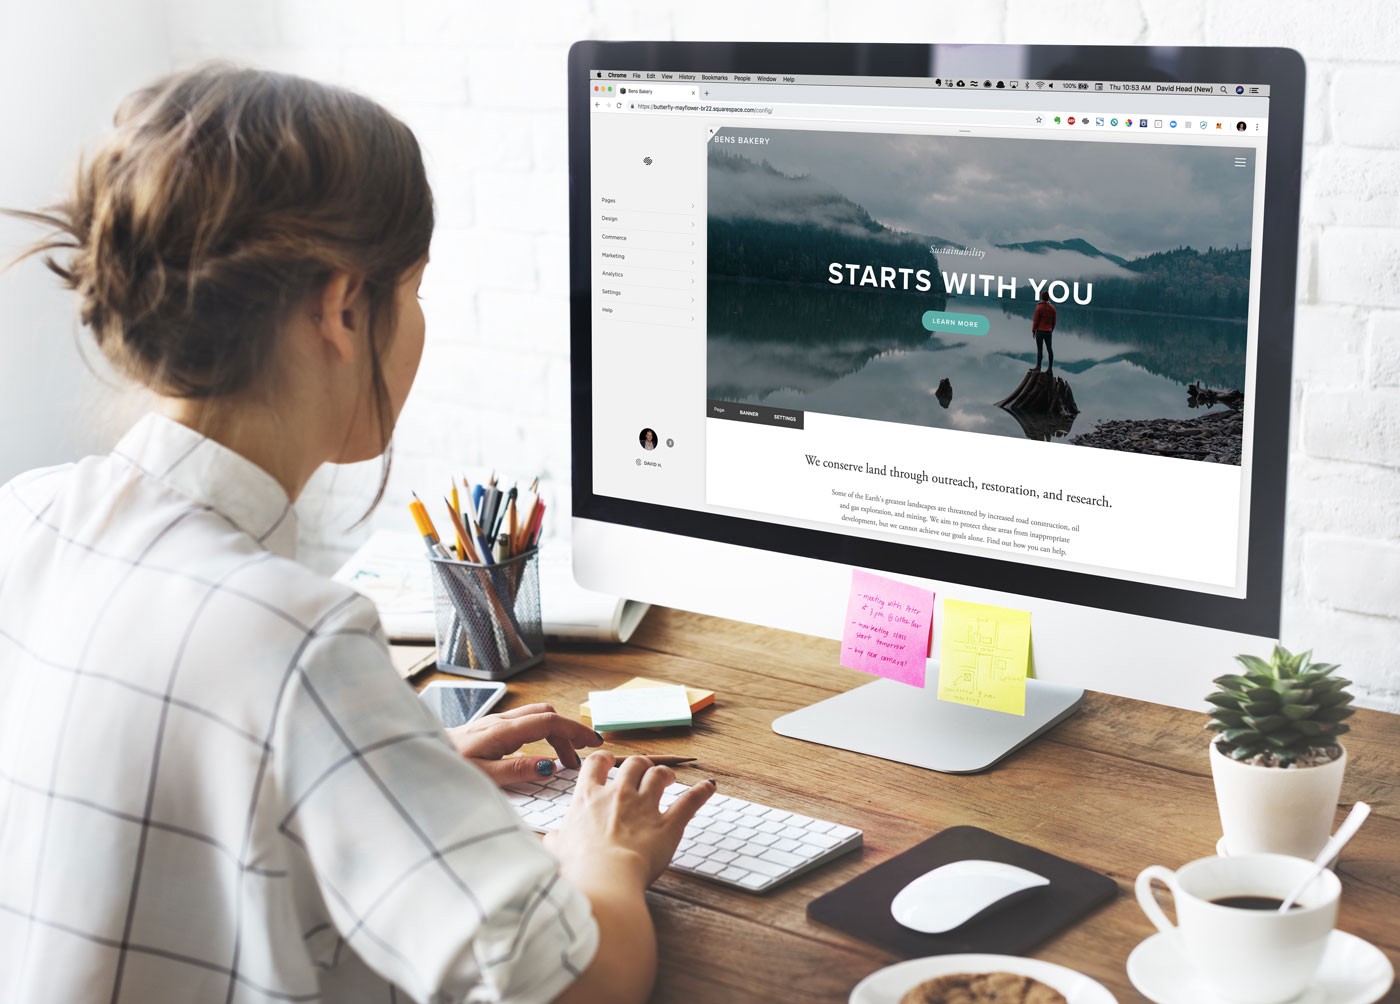 Chrome File Edit View History Bookmarks People Window Help
100%
Thu 10:53 AM David Head (New)
Bens Bakery
https://butterfly-mayflower-br22.squarespace.com/config/
BENS BAKERY
Pages
Design
Commerce
Marketing
Analytics
Settings
Help
DAVID H.
Sustainability
STARTS WITH YOU
LEARN MORE
Page BANNER SETTINGS
We conserve land through outreach, restoration, and research.
Some of the Earth's greatest landscapes are threatened by increased road construction, oil
and gas exploration, and mining. We aim to protect these areas from inappropriate
development, but we cannot achieve our goals alone. Find out how you can help.
- meeting with Peter
@ 3 pm @
- marketing class
start tomorrow
- buy new camera!